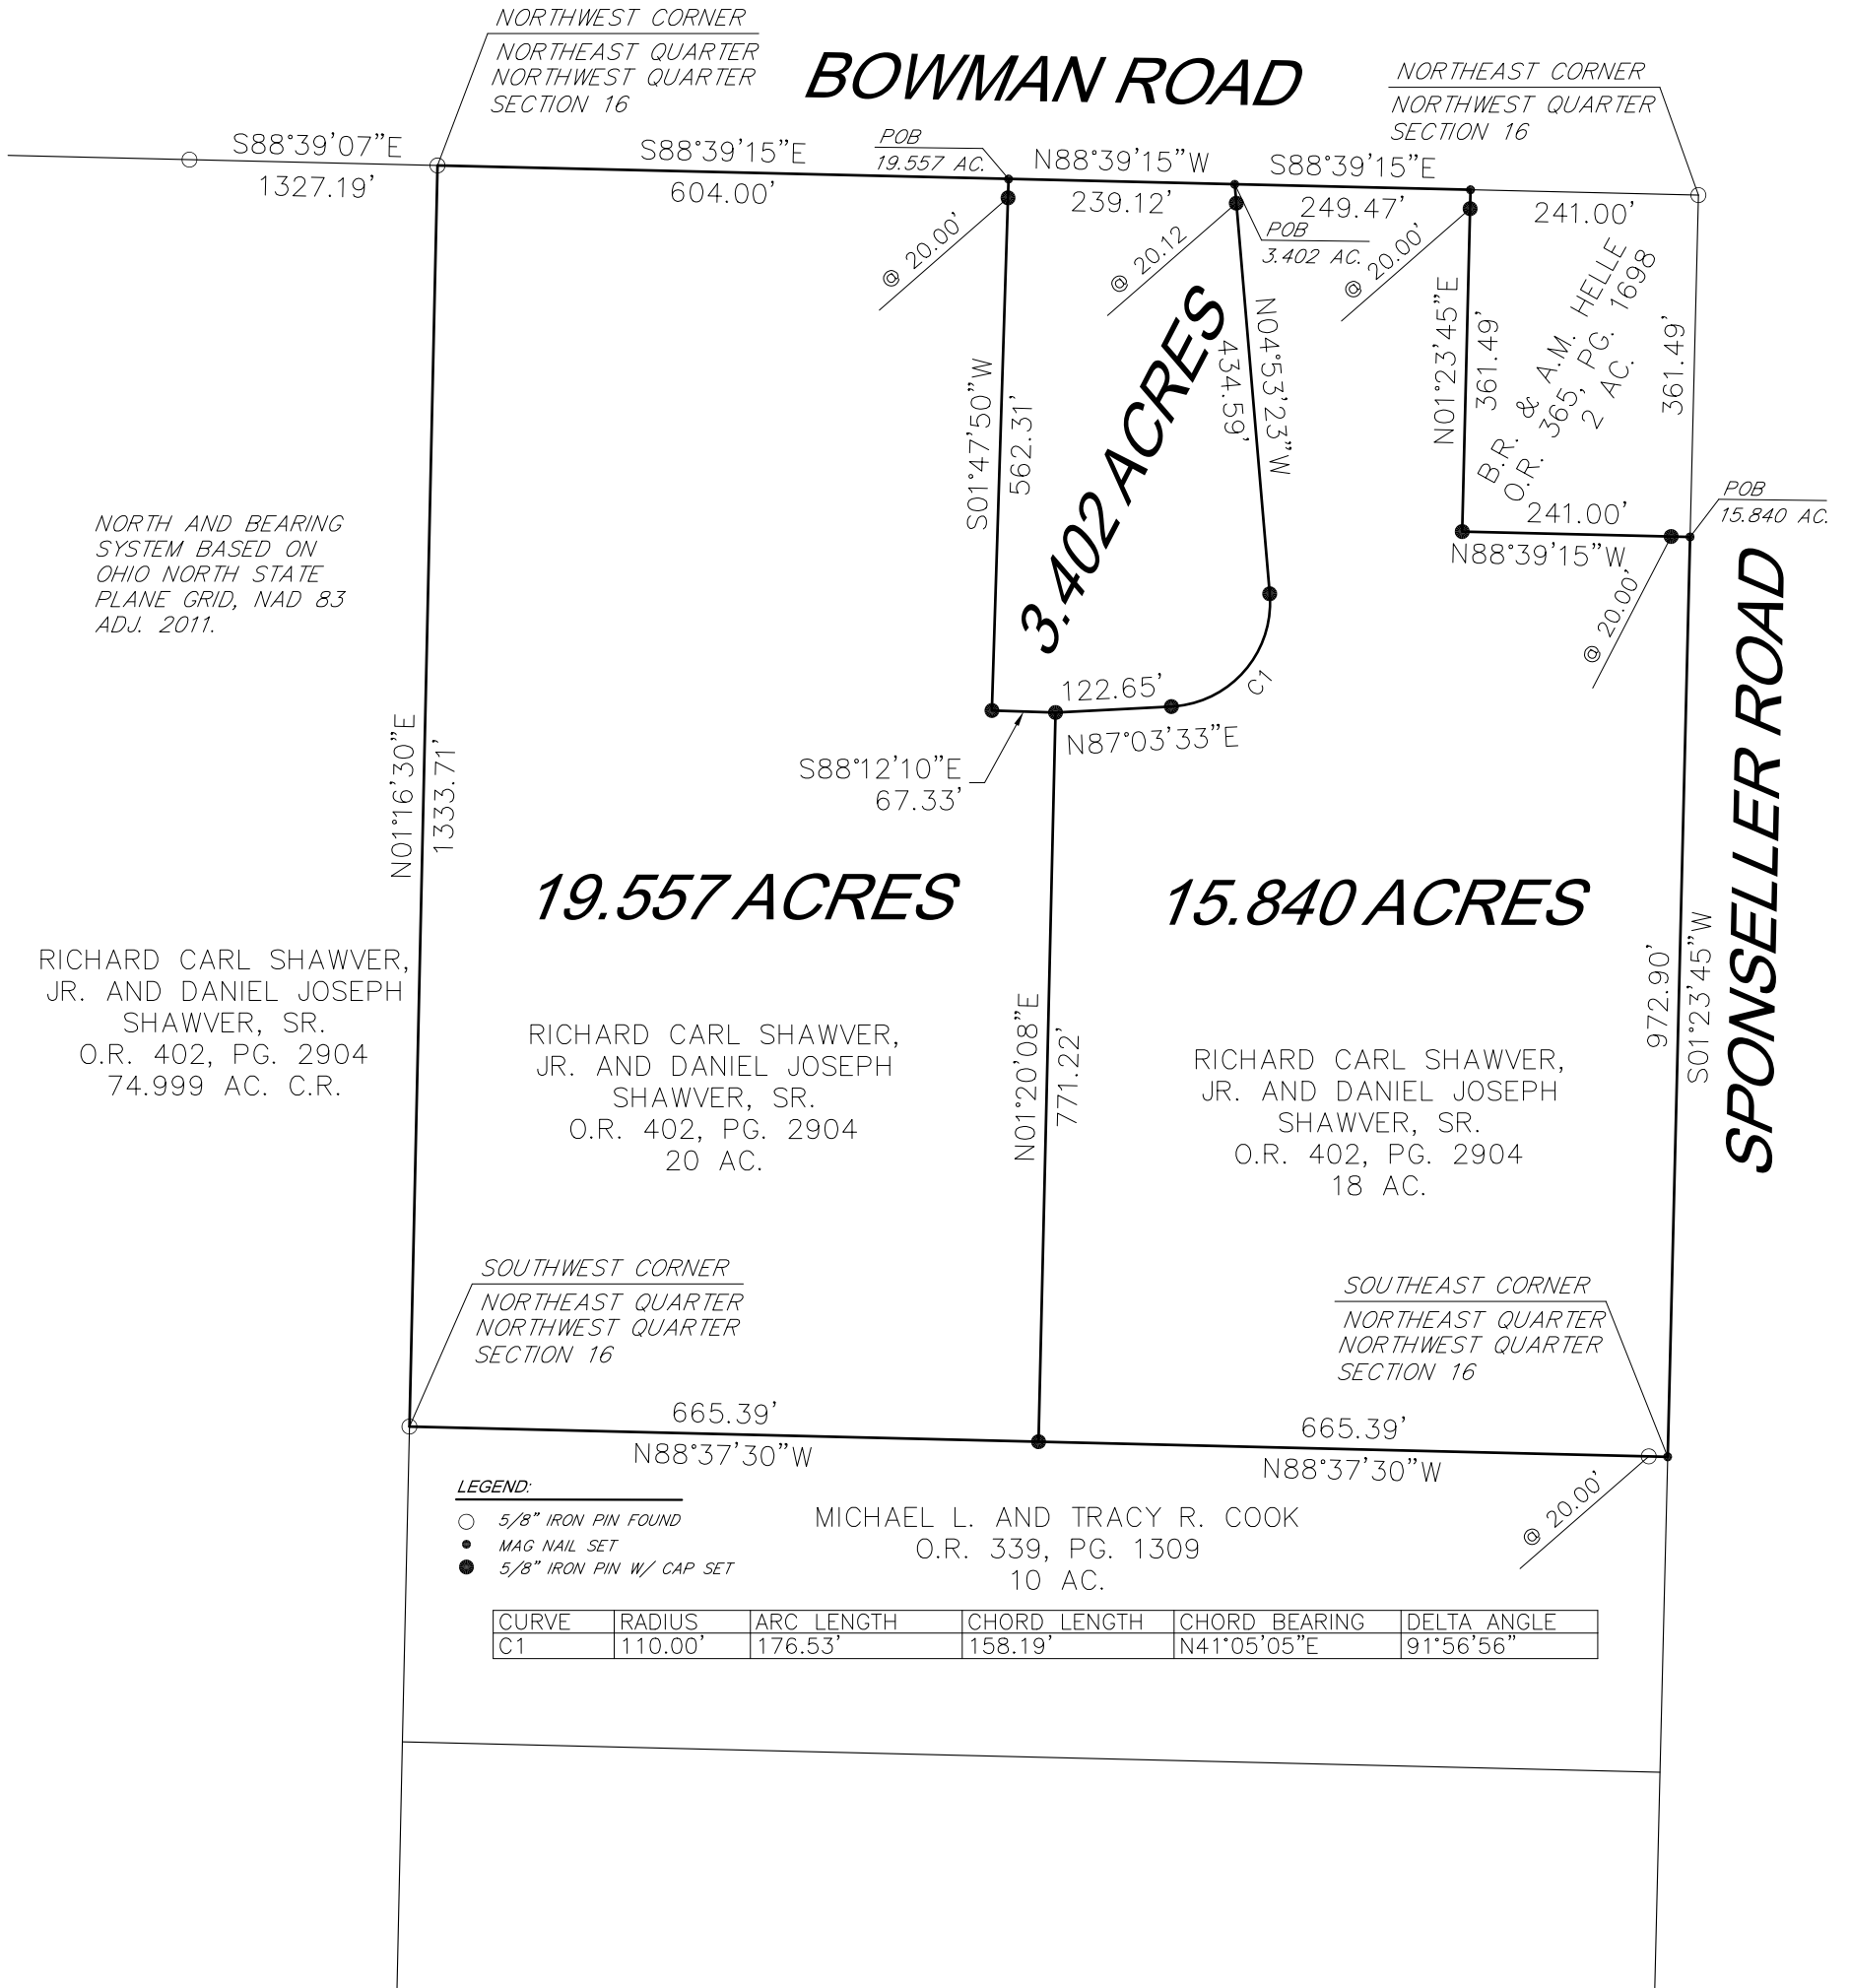 NORTHWEST CORNER
NORTHEAST QUARTER
NORTHWEST QUARTER
SECTION 16
BOWMAN ROAD
NORTHEAST CORNER
NORTHWEST QUARTER
SECTION 16
S88°39'07"E
1327.19'
S88°39'15"E
604.00'
POB
19.557 AC.
N88°39'15"W
239.12'
S88°39'15"E
249.47'
241.00'
POB
3.402 AC.
@ 20.00'
@ 20.12
@ 20.00'
S01°47'50"W
562.31'
3.402 ACRES
N04°53'23"W
434.59'
N01°23'45"E
361.49'
B.R. & A.M. HELLE
O.R. 365, PG. 1698
2 AC.
361.49'
POB
15.840 AC.
241.00'
N88°39'15"W
@ 20.00'
NORTH AND BEARING
SYSTEM BASED ON
OHIO NORTH STATE
PLANE GRID, NAD 83
ADJ. 2011.
122.65'
C1
N87°03'33"E
S88°12'10"E
67.33'
N01°16'30"E
1333.71'
19.557 ACRES
15.840 ACRES
SPONSELLER ROAD
972.90'
S01°23'45"W
RICHARD CARL SHAWVER,
JR. AND DANIEL JOSEPH
SHAWVER, SR.
O.R. 402, PG. 2904
74.999 AC. C.R.
RICHARD CARL SHAWVER,
JR. AND DANIEL JOSEPH
SHAWVER, SR.
O.R. 402, PG. 2904
20 AC.
N01°20'08"E
771.22'
RICHARD CARL SHAWVER,
JR. AND DANIEL JOSEPH
SHAWVER, SR.
O.R. 402, PG. 2904
18 AC.
SOUTHWEST CORNER
NORTHEAST QUARTER
NORTHWEST QUARTER
SECTION 16
SOUTHEAST CORNER
NORTHEAST QUARTER
NORTHWEST QUARTER
SECTION 16
665.39'
N88°37'30"W
665.39'
N88°37'30"W
@ 20.00'
LEGEND:
5/8" IRON PIN FOUND
MAG NAIL SET
5/8" IRON PIN W/ CAP SET
MICHAEL L. AND TRACY R. COOK
O.R. 339, PG. 1309
10 AC.
CURVE RADIUS ARC LENGTH CHORD LENGTH CHORD BEARING DELTA ANGLE
C1 110.00' 176.53' 158.19' N41°05'05"E 91°56'56"